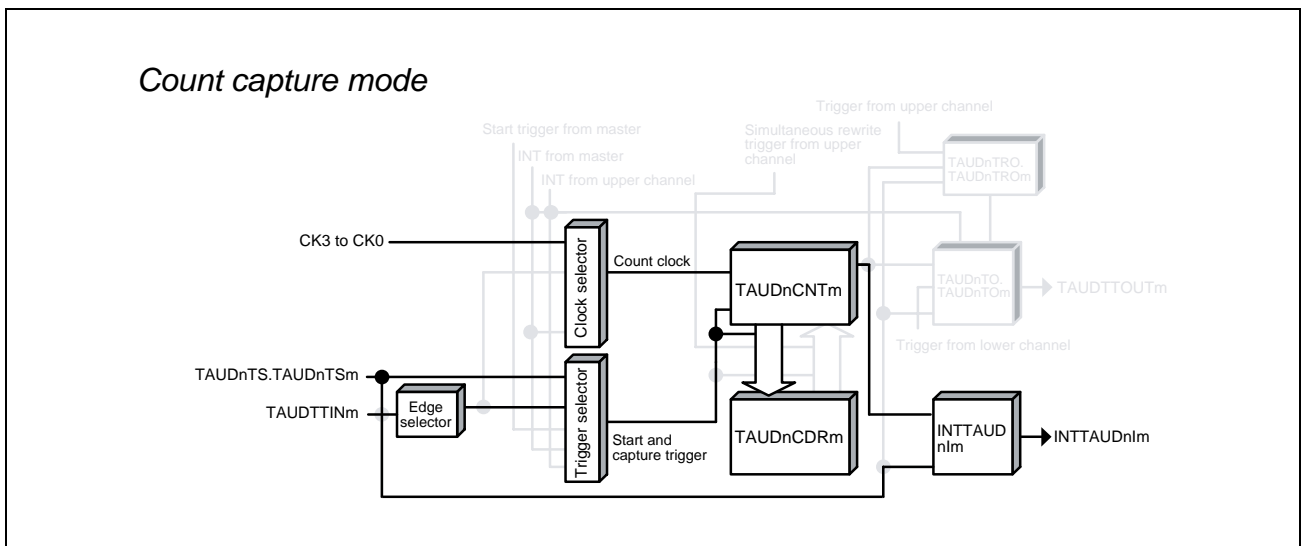 Count capture mode
Trigger from upper channel
Start trigger from master
Simultaneous rewrite
trigger from upper
channel
INT from master
INT from upper channel
TAUDnTRO.
TAUDnTROm
CK3 to CK0
Clock selector
Count clock
TAUDnCNTm
TAUDnTO.
TAUDnTOm
TAUDTTOUTm
Trigger from lower channel
TAUDnTS.TAUDnTSm
TAUDTTINm
Edge
selector
Trigger selector
Start and
capture trigger
TAUDnCDRm
INTTAUD
nIm
INTTAUDnIm